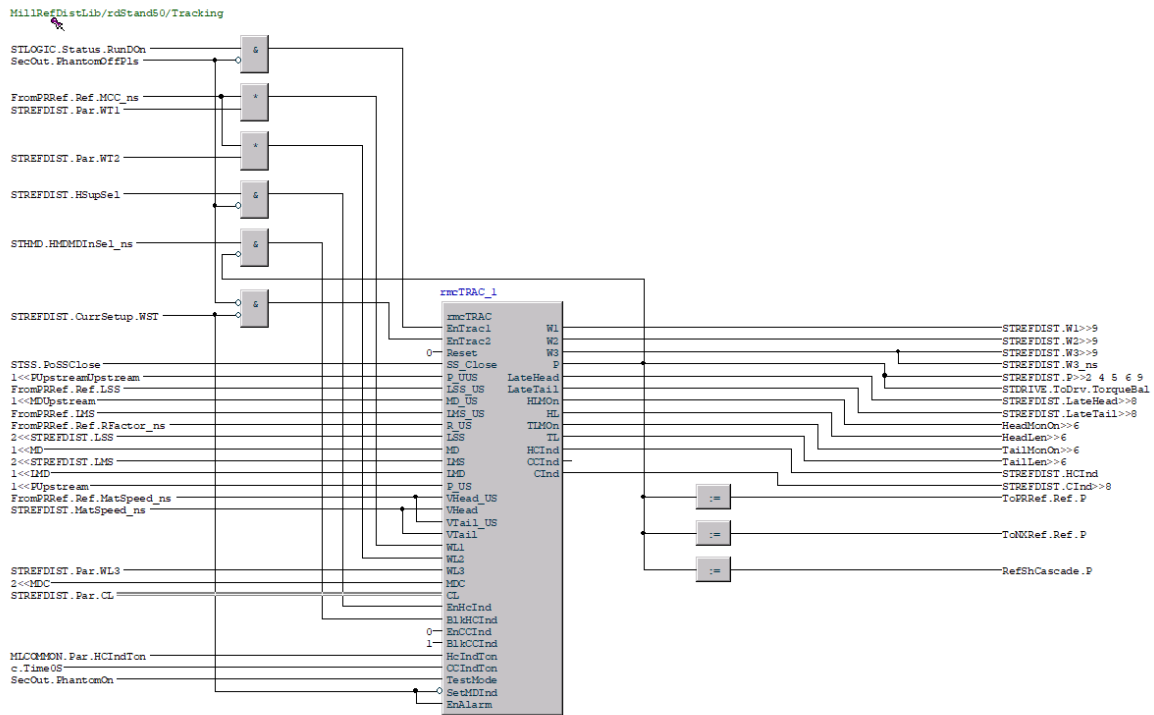 MillRefDistLib/rdStand50/Tracking
STLOGIC.Status.RunDOn
&
SecOut.PhantomOffPls
FromPRRef.Ref.MCC_ns
*
STREFDIST.Par.WT1
*
STREFDIST.Par.WT2
STREFDIST.HSupSel
&
STHMD.HMDMDInSel_ns
&
rmcTRAC_1
&
STREFDIST.CurrSetup.WST
rmcTRAC
EnTrac1 W1 STREFDIST.W1>>9
EnTrac2 W2 STREFDIST.W2>>9
0 Reset W3 STREFDIST.W3>>9
STSS.PoSSClose SS_Close P STREFDIST.W3_ns
1<<PUpstreamUpstream P_UUS LateHead STREFDIST.P>>2 4 5 6 9
FromPRRef.Ref.LSS LSS_US LateTail STDRIVE.ToDrv.TorqueBal
1<<MDUpstream MD_US HLMOn STREFDIST.LateHead>>8
FromPRRef.LMS LMS_US HL STREFDIST.LateTail>>8
FromPRRef.Ref.RFactor_ns R_US TLMOn HeadMonOn>>6
2<<STREFDIST.LSS LSS TL HeadLen>>6
1<<MD MD HCInd TailMonOn>>6
2<<STREFDIST.LMS LMS CCInd TailLen>>6
1<<LMD LMD CInd STREFDIST.HCInd
1<<PUpstream P_US STREFDIST.CInd>>8
FromPRRef.Ref.MatSpeed_ns VHead_US := ToPRRef.Ref.P
STREFDIST.MatSpeed_ns VHead
VTail_US
VTail := ToNXRef.Ref.P
WL1
WL2
STREFDIST.Par.WL3 WL3 := RefShCascade.P
2<<MDC MDC
STREFDIST.Par.CL CL
EnHcInd
BlkHCInd
0 EnCCInd
1 BlkCCInd
MLCOMMON.Par.HCIndTon HcIndTon
c.Time0S CCIndTon
SecOut.PhantomOn TestMode
SetMDInd
EnAlarm